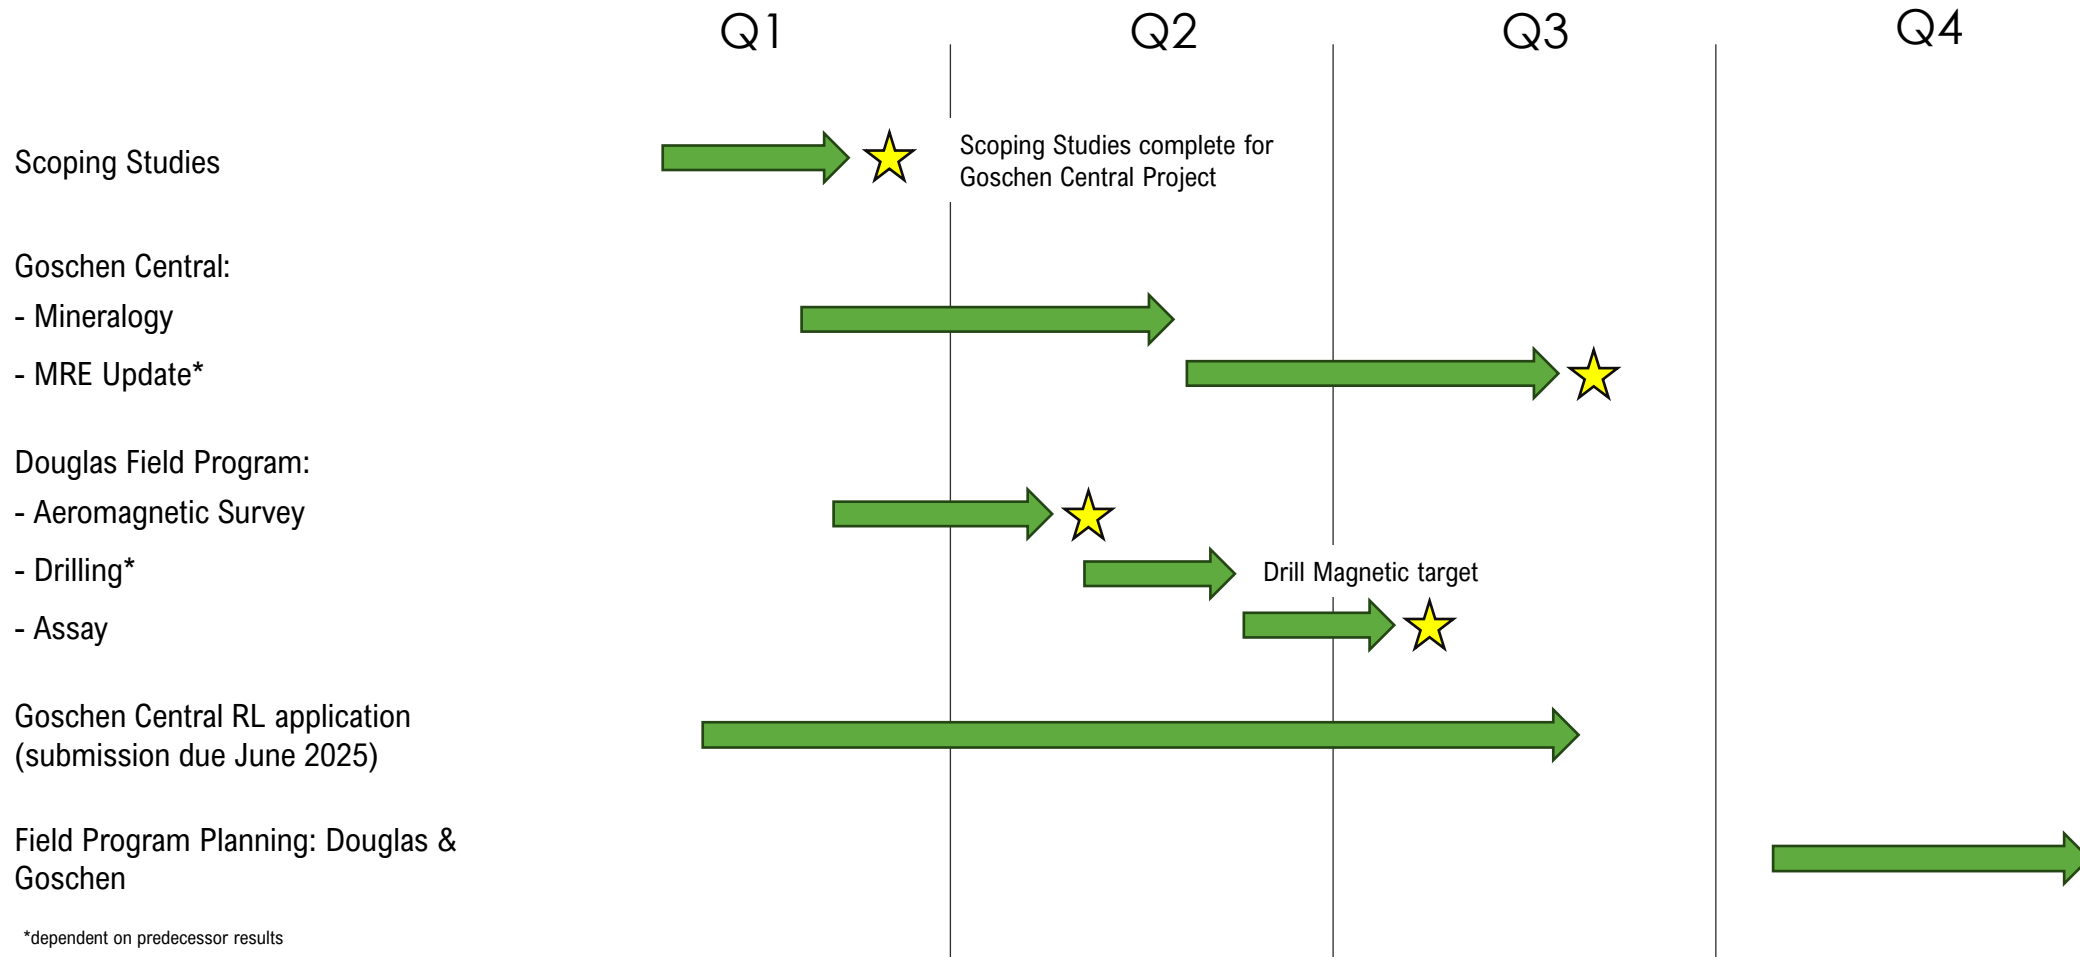 Q1
Q2
Q3
Q4
Scoping Studies
Scoping Studies complete for
Goschen Central Project
Goschen Central:
- Mineralogy
- MRE Update*
Douglas Field Program:
- Aeromagnetic Survey
- Drilling*
Drill Magnetic target
- Assay
Goschen Central RL application
(submission due June 2025)
Field Program Planning: Douglas &
Goschen
*dependent on predecessor results